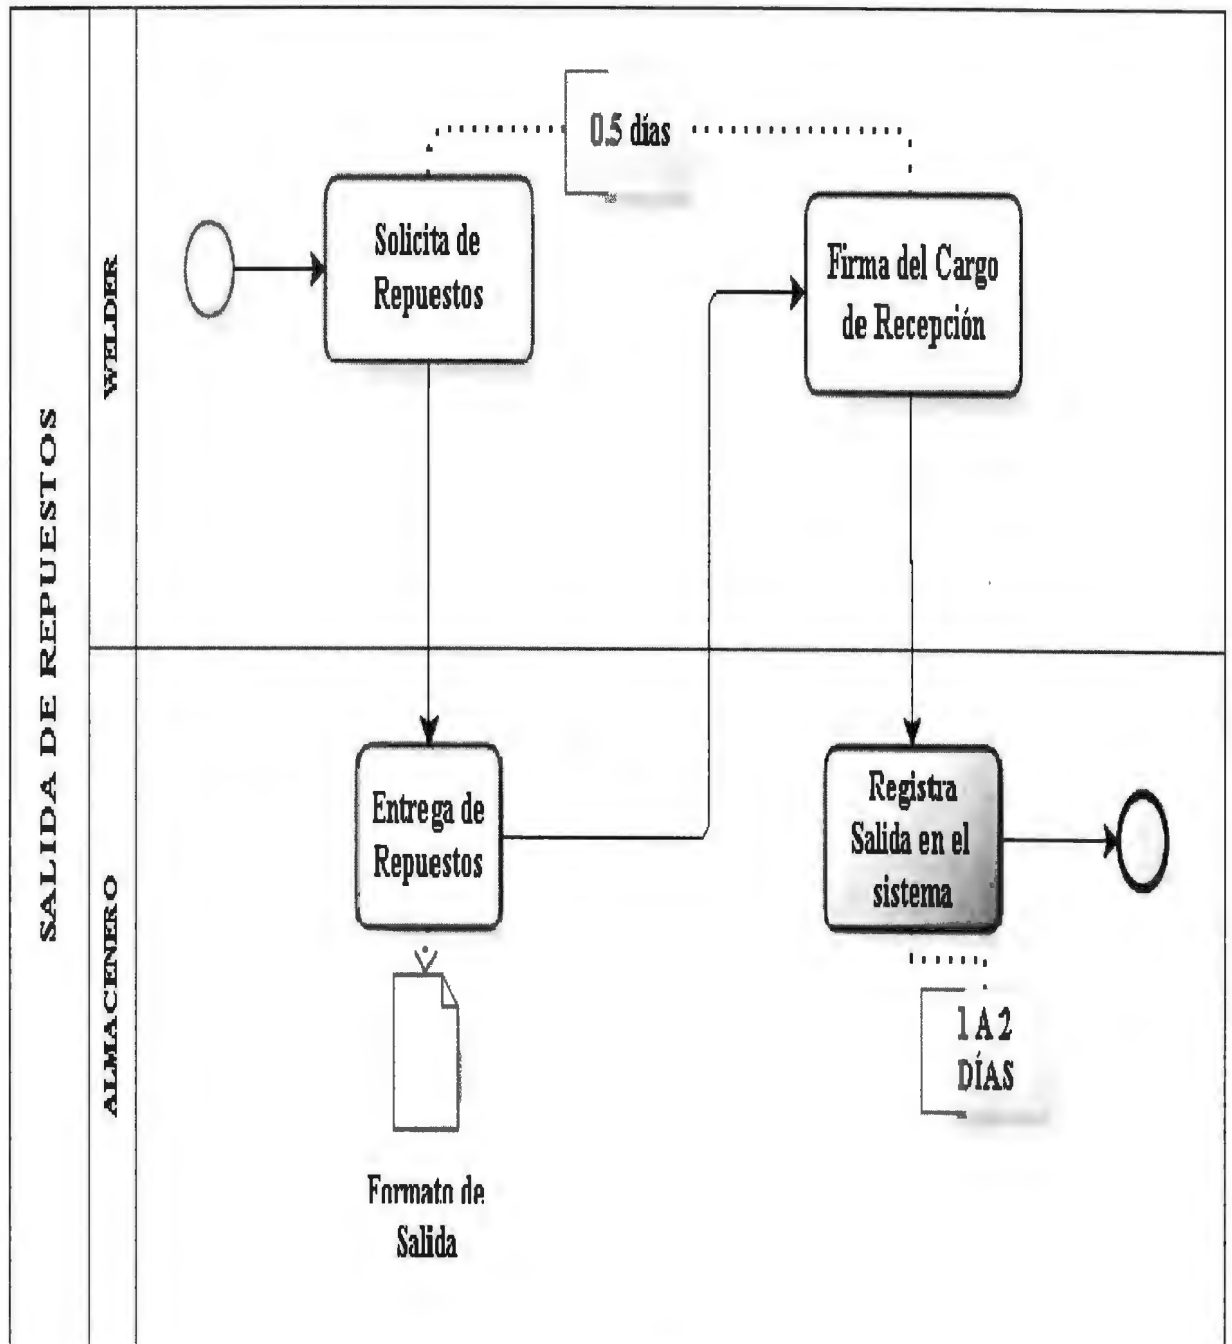 SALIDA DE REPUESTOS
WELDER
0.5 días
Solicita de
Repuestos
Firma del Cargo
de Recepción
ALMACENERO
Entrega de
Repuestos
Registra
Salida en el
sistema
1 A 2
DÍAS
Formato de
Salida